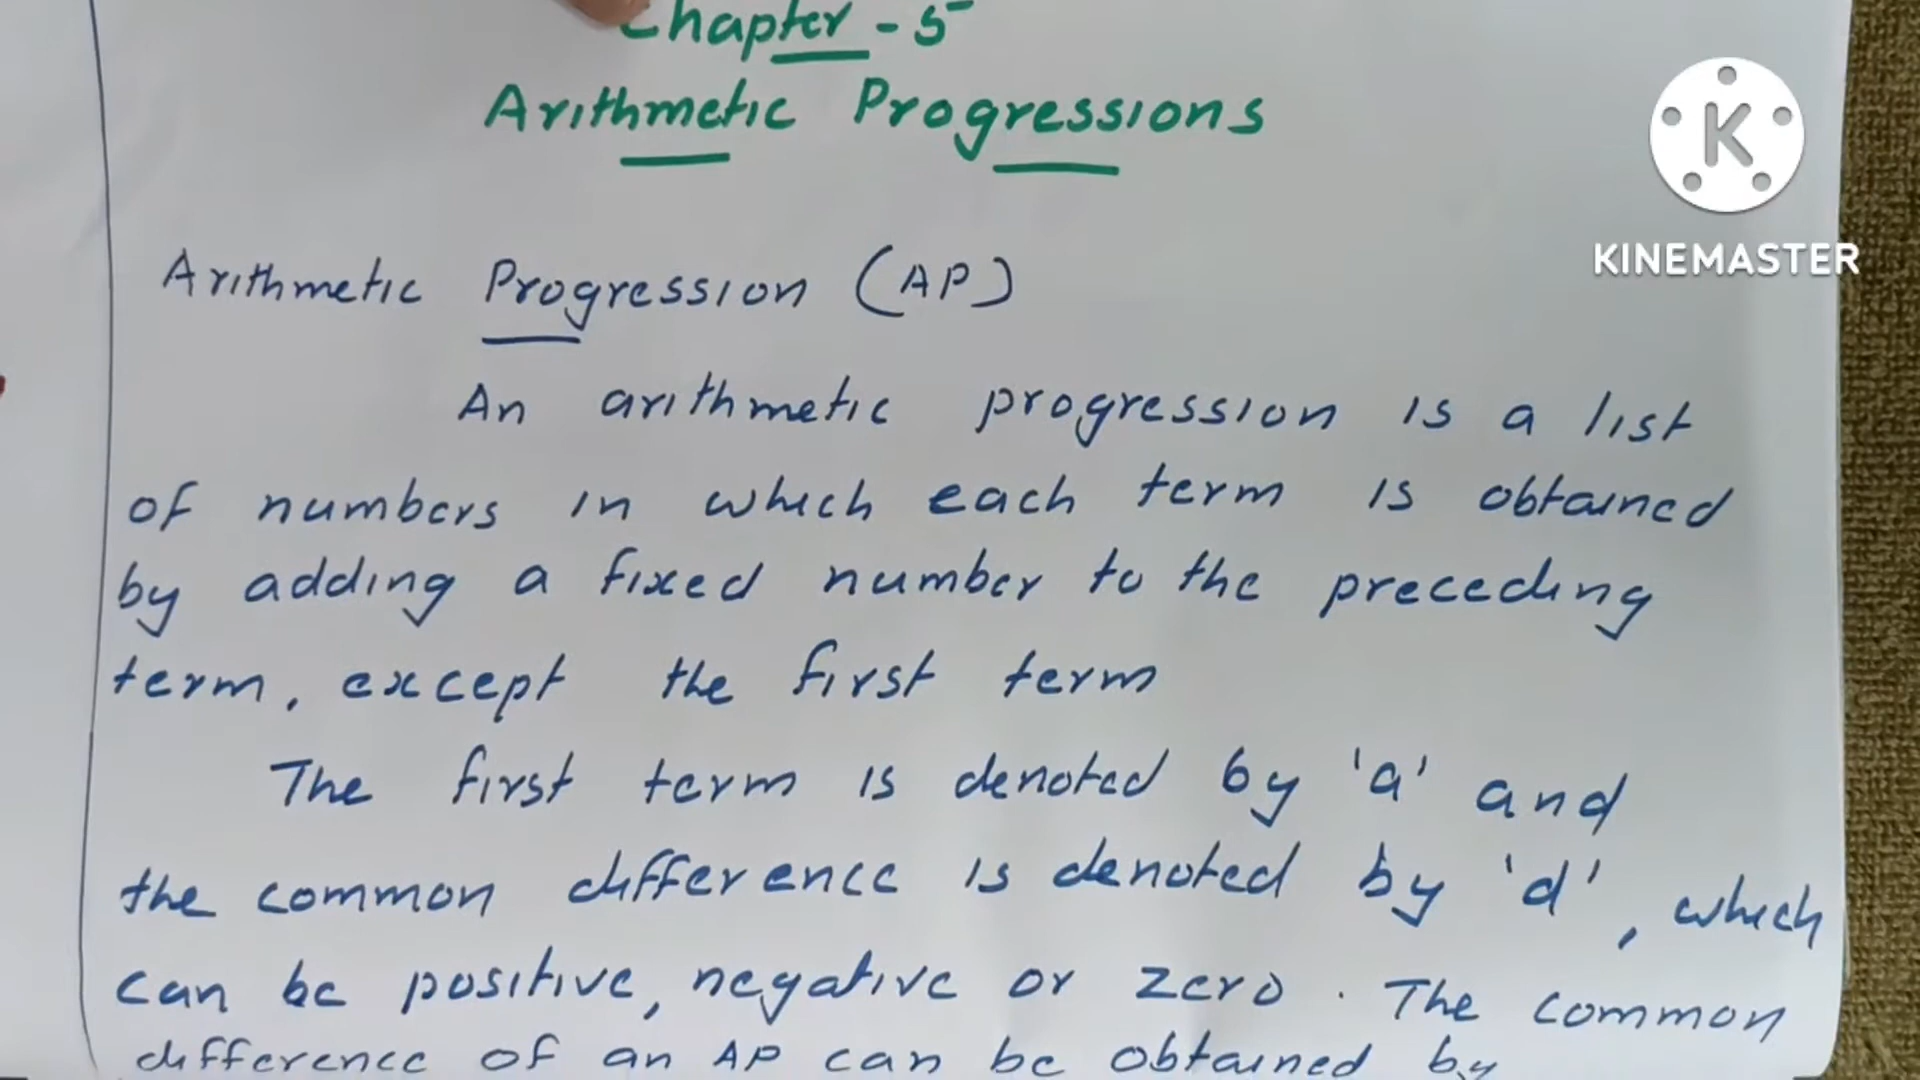 Chapter - 5
Arithmetic Progressions
KINEMASTER
Arithmetic Progression (AP)
An arithmetic progression is a list
of numbers in which each term is obtained
by adding a fixed number to the preceding
term, except the first term
The first term is denoted by 'a' and
the common difference is denoted by 'd', which
can be positive, negative or zero. The common
difference of an AP can be obtained by